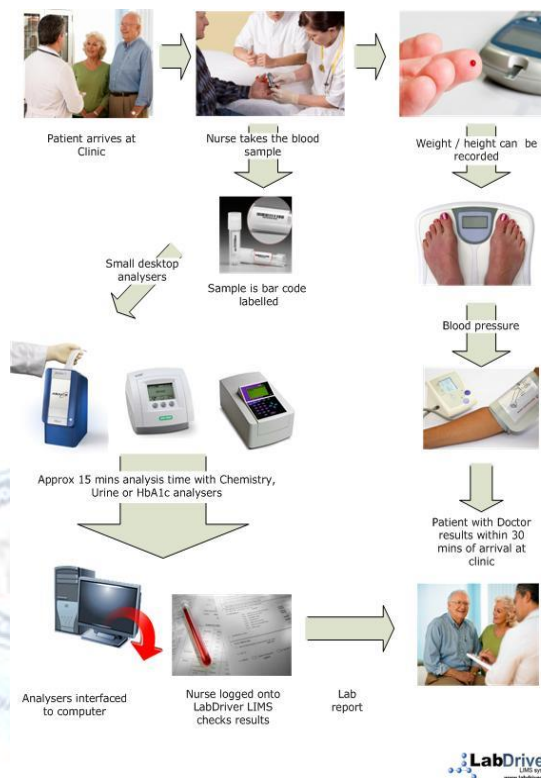 Patient arrives at
Clinic
Nurse takes the blood
sample
Weight / height can be
recorded
Small desktop
analysers
Sample is bar code
labelled
Blood pressure
Approx 15 mins analysis time with Chemistry,
Urine or HbA1c analysers
Patient with Doctor
results within 30
mins of arrival at
clinic
Analysers interfaced
to computer
Nurse logged onto
LabDriver LIMS
checks results
Lab
report
LabDrive